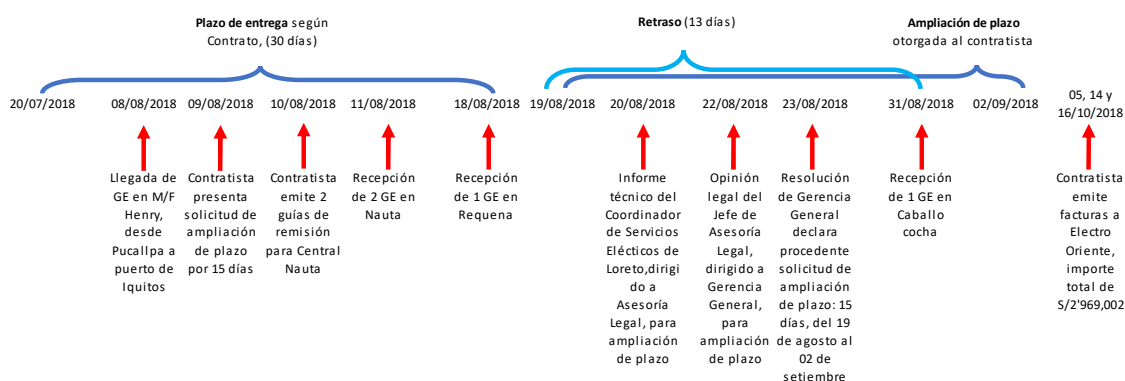 Plazo de entrega según
Contrato, (30 días)
Retraso (13 días)
Ampliación de plazo
otorgada al contratista
20/07/2018
08/08/2018
09/08/2018
10/08/2018
11/08/2018
18/08/2018
19/08/2018
20/08/2018
22/08/2018
23/08/2018
31/08/2018
02/09/2018
05, 14 y
16/10/2018
Llegada de
GE en M/F
Henry,
desde
Pucallpa a
puerto de
Iquitos
Contratista
presenta
solicitud de
ampliación
de plazo
por 15 días
Contratista
emite 2
guías de
remisión
para Central
Nauta
Recepción
de 2 GE en
Nauta
Recepción
de 1 GE en
Requena
Informe
técnico del
Coordinador
de Servicios
Elécticos de
Loreto,dirigi
do a
Asesoría
Legal, para
ampliación
de plazo
Opinión
legal del
Jefe de
Asesoría
Legal,
dirigido a
Gerencia
General,
para
ampliación
de plazo
Resolución
de Gerencia
General
declara
procedente
solicitud de
ampliación
de plazo: 15
días, del 19
de agosto al
02 de
setiembre
Recepción
de 1 GE en
Caballo
cocha
Contratista
emite
facturas a
Electro
Oriente,
importe
total de
S/2'969,002